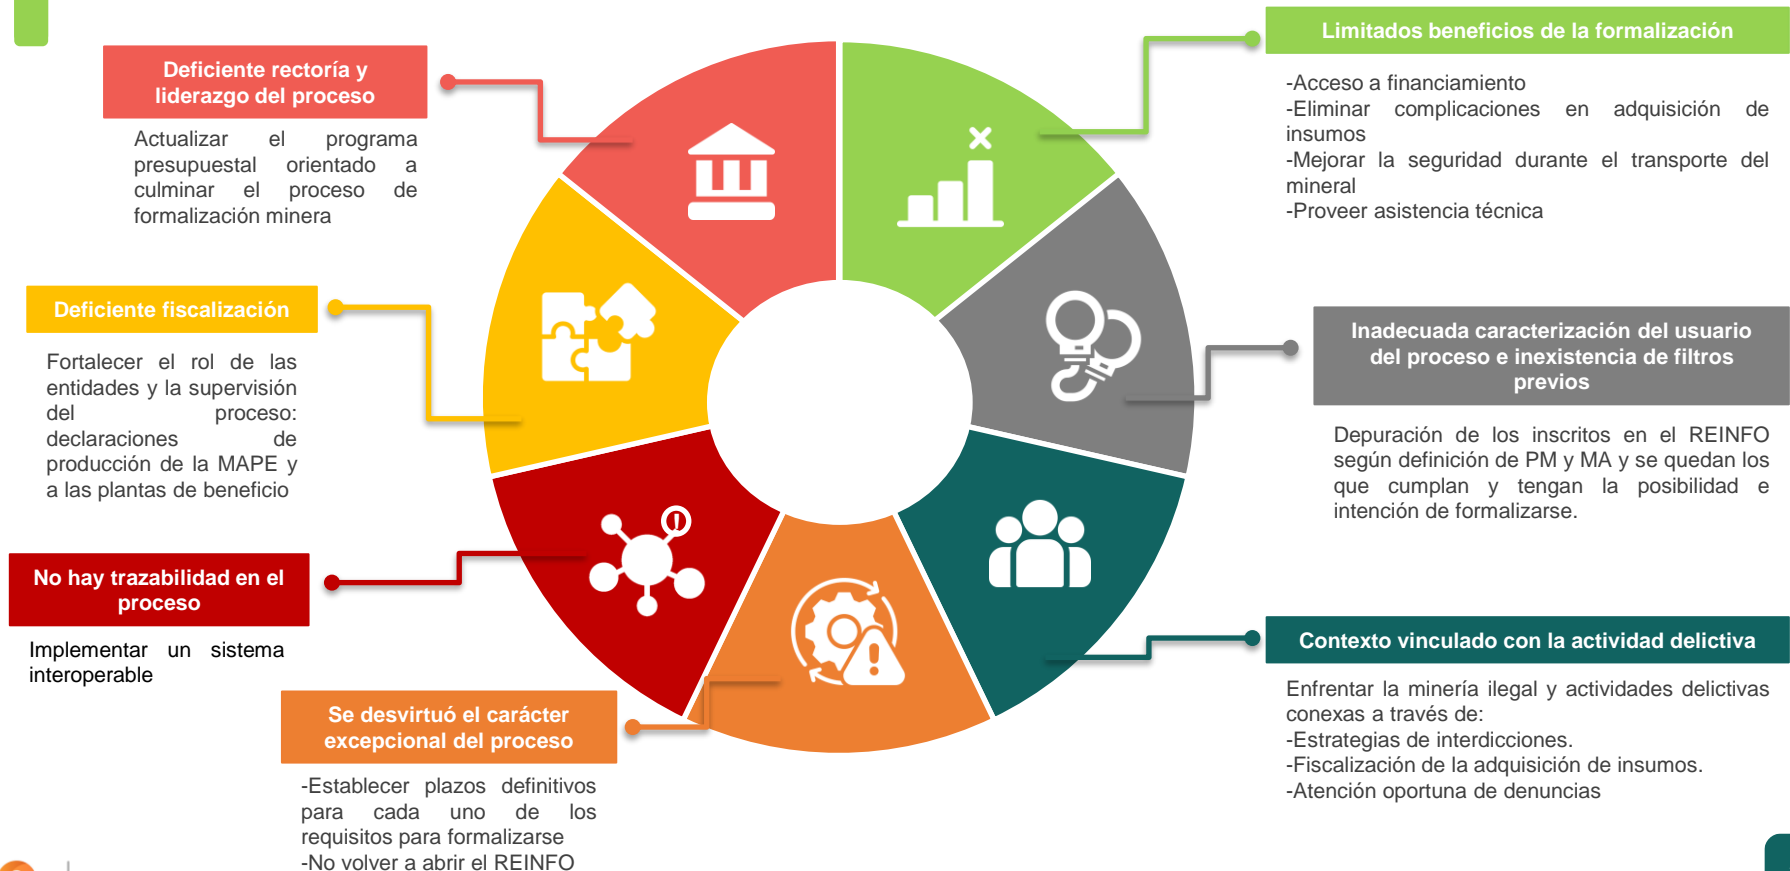 Deficiente rectoría y
liderazgo del proceso
Actualizar el programa
presupuestal orientado a
culminar el proceso de
formalización minera
Deficiente fiscalización
Fortalecer el rol de las
entidades y la supervisión
del proceso:
declaraciones de
producción de la MAPE y
a las plantas de beneficio
No hay trazabilidad en el
proceso
Implementar un sistema
interoperable
Se desvirtuó el carácter
excepcional del proceso
-Establecer plazos definitivos
para cada uno de los
requisitos para formalizarse
-No volver a abrir el REINFO
Limitados beneficios de la formalización
-Acceso a financiamiento
-Eliminar complicaciones en adquisición de
insumos
-Mejorar la seguridad durante el transporte del
mineral
-Proveer asistencia técnica
Inadecuada caracterización del usuario
del proceso e inexistencia de filtros
previos
Depuración de los inscritos en el REINFO
según definición de PM y MA y se quedan los
que cumplan y tengan la posibilidad e
intención de formalizarse.
Contexto vinculado con la actividad delictiva
Enfrentar la minería ilegal y actividades delictivas
conexas a través de:
-Estrategias de interdicciones.
-Fiscalización de la adquisición de insumos.
-Atención oportuna de denuncias